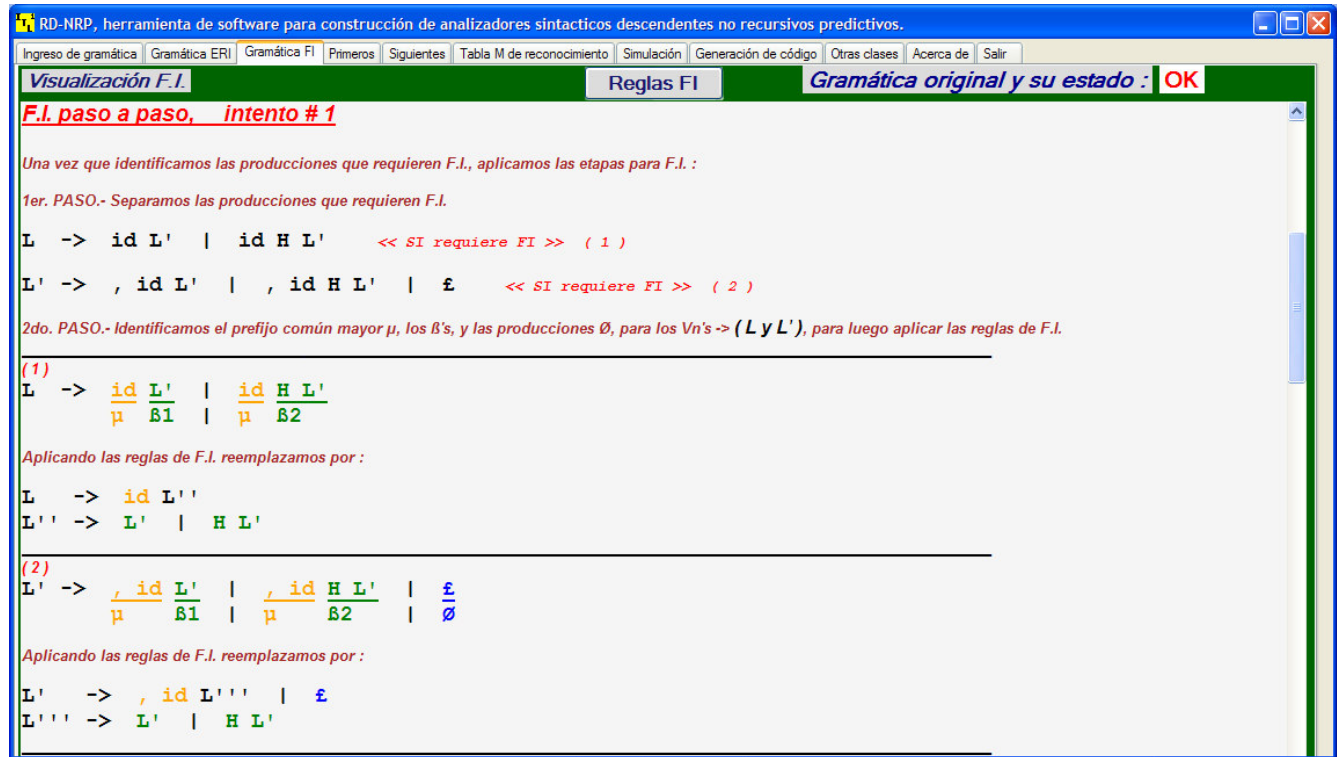 RD-NRP, herramienta de software para construcción de analizadores sintacticos descendentes no recursivos predictivos.
Ingreso de gramática Gramática ERI Gramática FI Primeros Siguientes Tabla M de reconocimiento Simulación Generación de código Otras clases Acerca de Salir
Visualización F.I. Reglas FI Gramática original y su estado : OK
F.I. paso a paso, intento # 1
Una vez que identificamos las producciones que requieren F.I., aplicamos las etapas para F.I. :
1er. PASO.- Separamos las producciones que requieren F.I.
L -> id L' | id H L' << SI requiere FI >> ( 1 )
L' -> , id L' | , id H L' | £ << SI requiere FI >> ( 2 )
2do. PASO.- Identificamos el prefijo común mayor µ, los ß's, y las producciones Ø, para los Vn's -> ( L y L' ), para luego aplicar las reglas de F.I.
(1)
L -> id L' | id H L'
µ ß1 | µ ß2
Aplicando las reglas de F.I. reemplazamos por :
L -> id L''
L'' -> L' | H L'
(2)
L' -> , id L' | , id H L' | £
µ ß1 | µ ß2 | Ø
Aplicando las reglas de F.I. reemplazamos por :
L' -> , id L''' | £
L''' -> L' | H L'